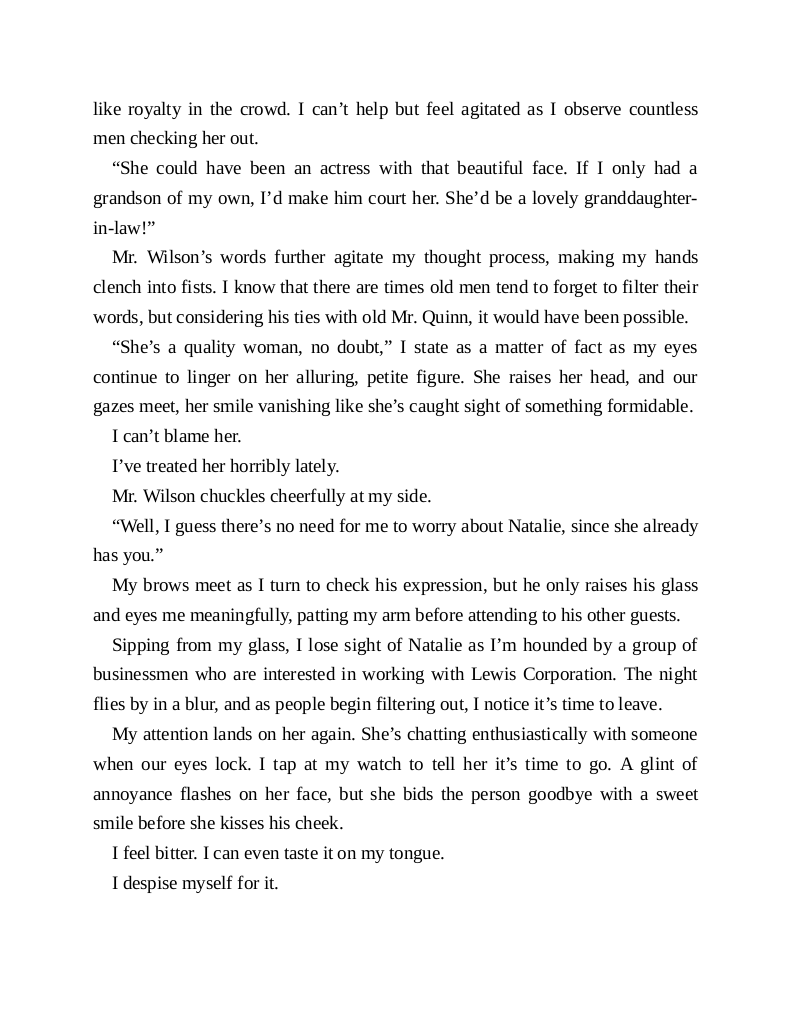 like royalty in the crowd. I can’t help but feel agitated as I observe countless
men checking her out.
“She could have been an actress with that beautiful face. If I only had a
grandson of my own, I’d make him court her. She’d be a lovely granddaughter-
in-law!”
Mr. Wilson’s words further agitate my thought process, making my hands
clench into fists. I know that there are times old men tend to forget to filter their
words, but considering his ties with old Mr. Quinn, it would have been possible.
“She’s a quality woman, no doubt,” I state as a matter of fact as my eyes
continue to linger on her alluring, petite figure. She raises her head, and our
gazes meet, her smile vanishing like she’s caught sight of something formidable.
I can’t blame her.
I’ve treated her horribly lately.
Mr. Wilson chuckles cheerfully at my side.
“Well, I guess there’s no need for me to worry about Natalie, since she already
has you.”
My brows meet as I turn to check his expression, but he only raises his glass
and eyes me meaningfully, patting my arm before attending to his other guests.
Sipping from my glass, I lose sight of Natalie as I’m hounded by a group of
businessmen who are interested in working with Lewis Corporation. The night
flies by in a blur, and as people begin filtering out, I notice it’s time to leave.
My attention lands on her again. She’s chatting enthusiastically with someone
when our eyes lock. I tap at my watch to tell her it’s time to go. A glint of
annoyance flashes on her face, but she bids the person goodbye with a sweet
smile before she kisses his cheek.
I feel bitter. I can even taste it on my tongue.
I despise myself for it.